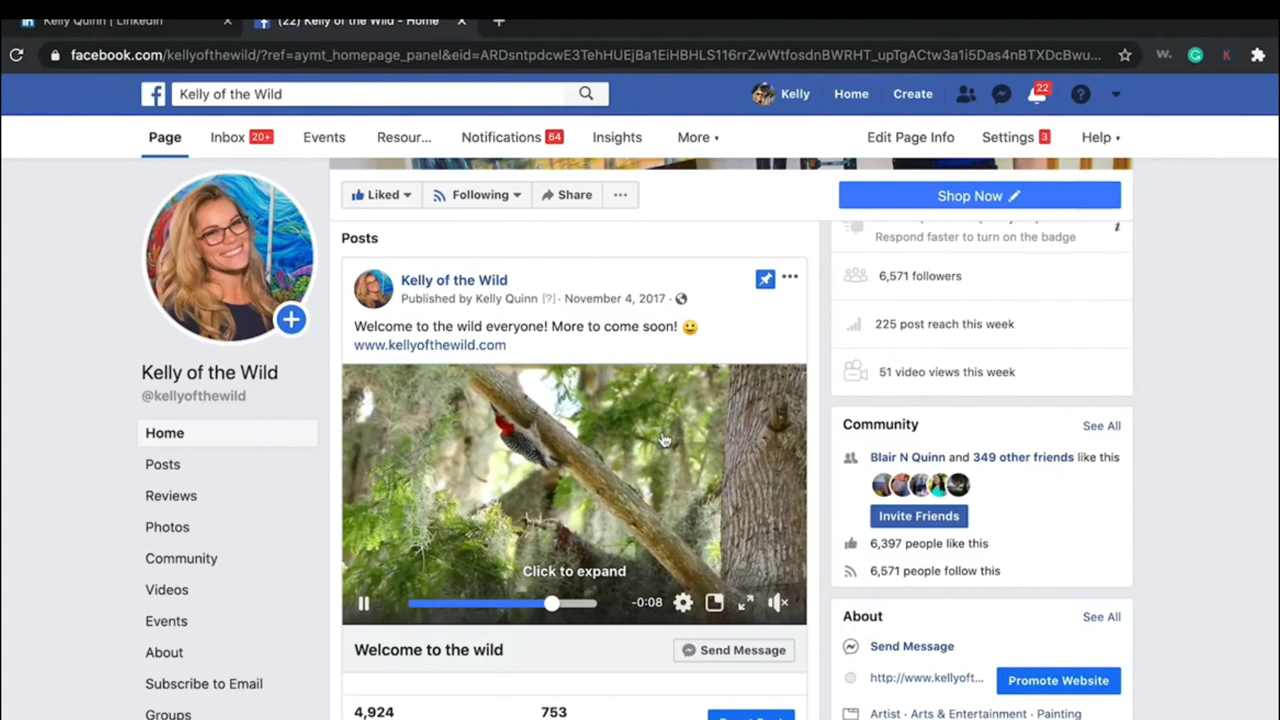 Kelly Quinn | LinkedIn
(22) Kelly of the Wild - Home
facebook.com/kellyofthewild/?ref=aymt_homepage_panel&eid=ARDsntpdcwE3TehHUEjBa1EiHBHLS116rrZwWtfosdnBWRHT_upTgACtw3a1i5Das4nBTXDcBwu...
Kelly of the Wild
Kelly Home Create 22
Page Inbox 20+ Events Resour... Notifications 64 Insights More Edit Page Info Settings 3 Help
Liked Following Share ... Shop Now
Posts
Respond faster to turn on the badge
6,571 followers
225 post reach this week
51 video views this week
Kelly of the Wild
Published by Kelly Quinn [?] · November 4, 2017
Welcome to the wild everyone! More to come soon!
www.kellyofthewild.com
Click to expand
-0:08
Welcome to the wild
Send Message
4,924 753
Kelly of the Wild
@kellyofthewild
Home
Posts
Reviews
Photos
Community
Videos
Events
About
Subscribe to Email
Groups
Community See All
Blair N Quinn and 349 other friends like this
Invite Friends
6,397 people like this
6,571 people follow this
About See All
Send Message
http://www.kellyoft...
Promote Website
Artist · Arts & Entertainment · Painting